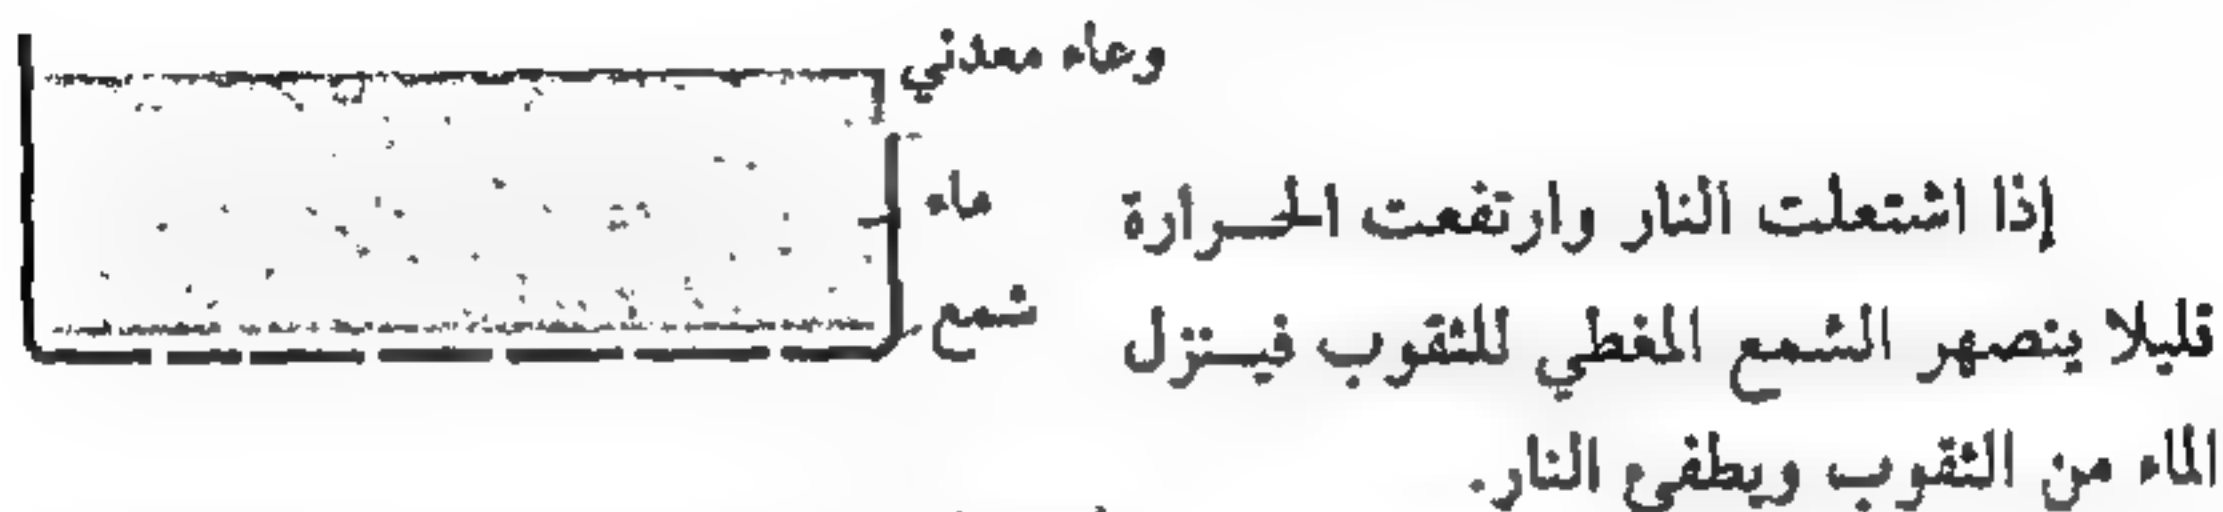 وعاء معدني
ماء
شمع
إذا اشتعلت النار وارتفعت الحرارة
قليلا ينصهر الشمع المغطي للثقوب فينزل
الماء من الثقوب ويطفىء النار.